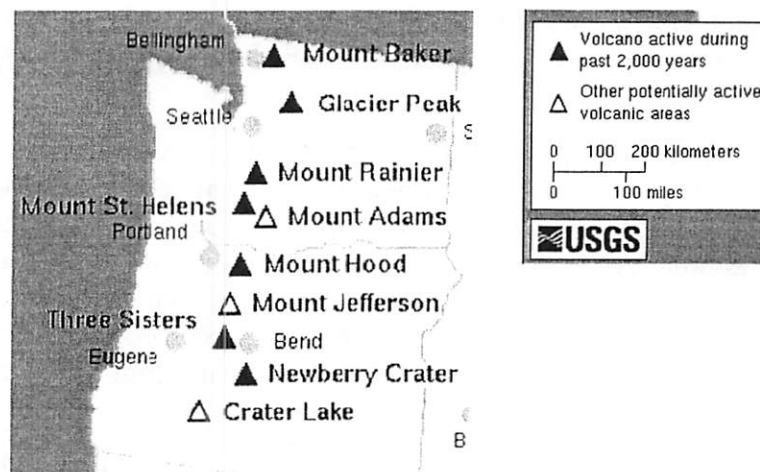 Bellingham
Mount Baker
Glacier Peak
Seattle
S
Mount Rainier
Mount St. Helens
Mount Adams
Portland
Mount Hood
Mount Jefferson
Three Sisters
Bend
Eugene
Newberry Crater
Crater Lake
B
Volcano active during
past 2,000 years
Other potentially active
volcanic areas
0 100 200 kilometers
0 100 miles
USGS